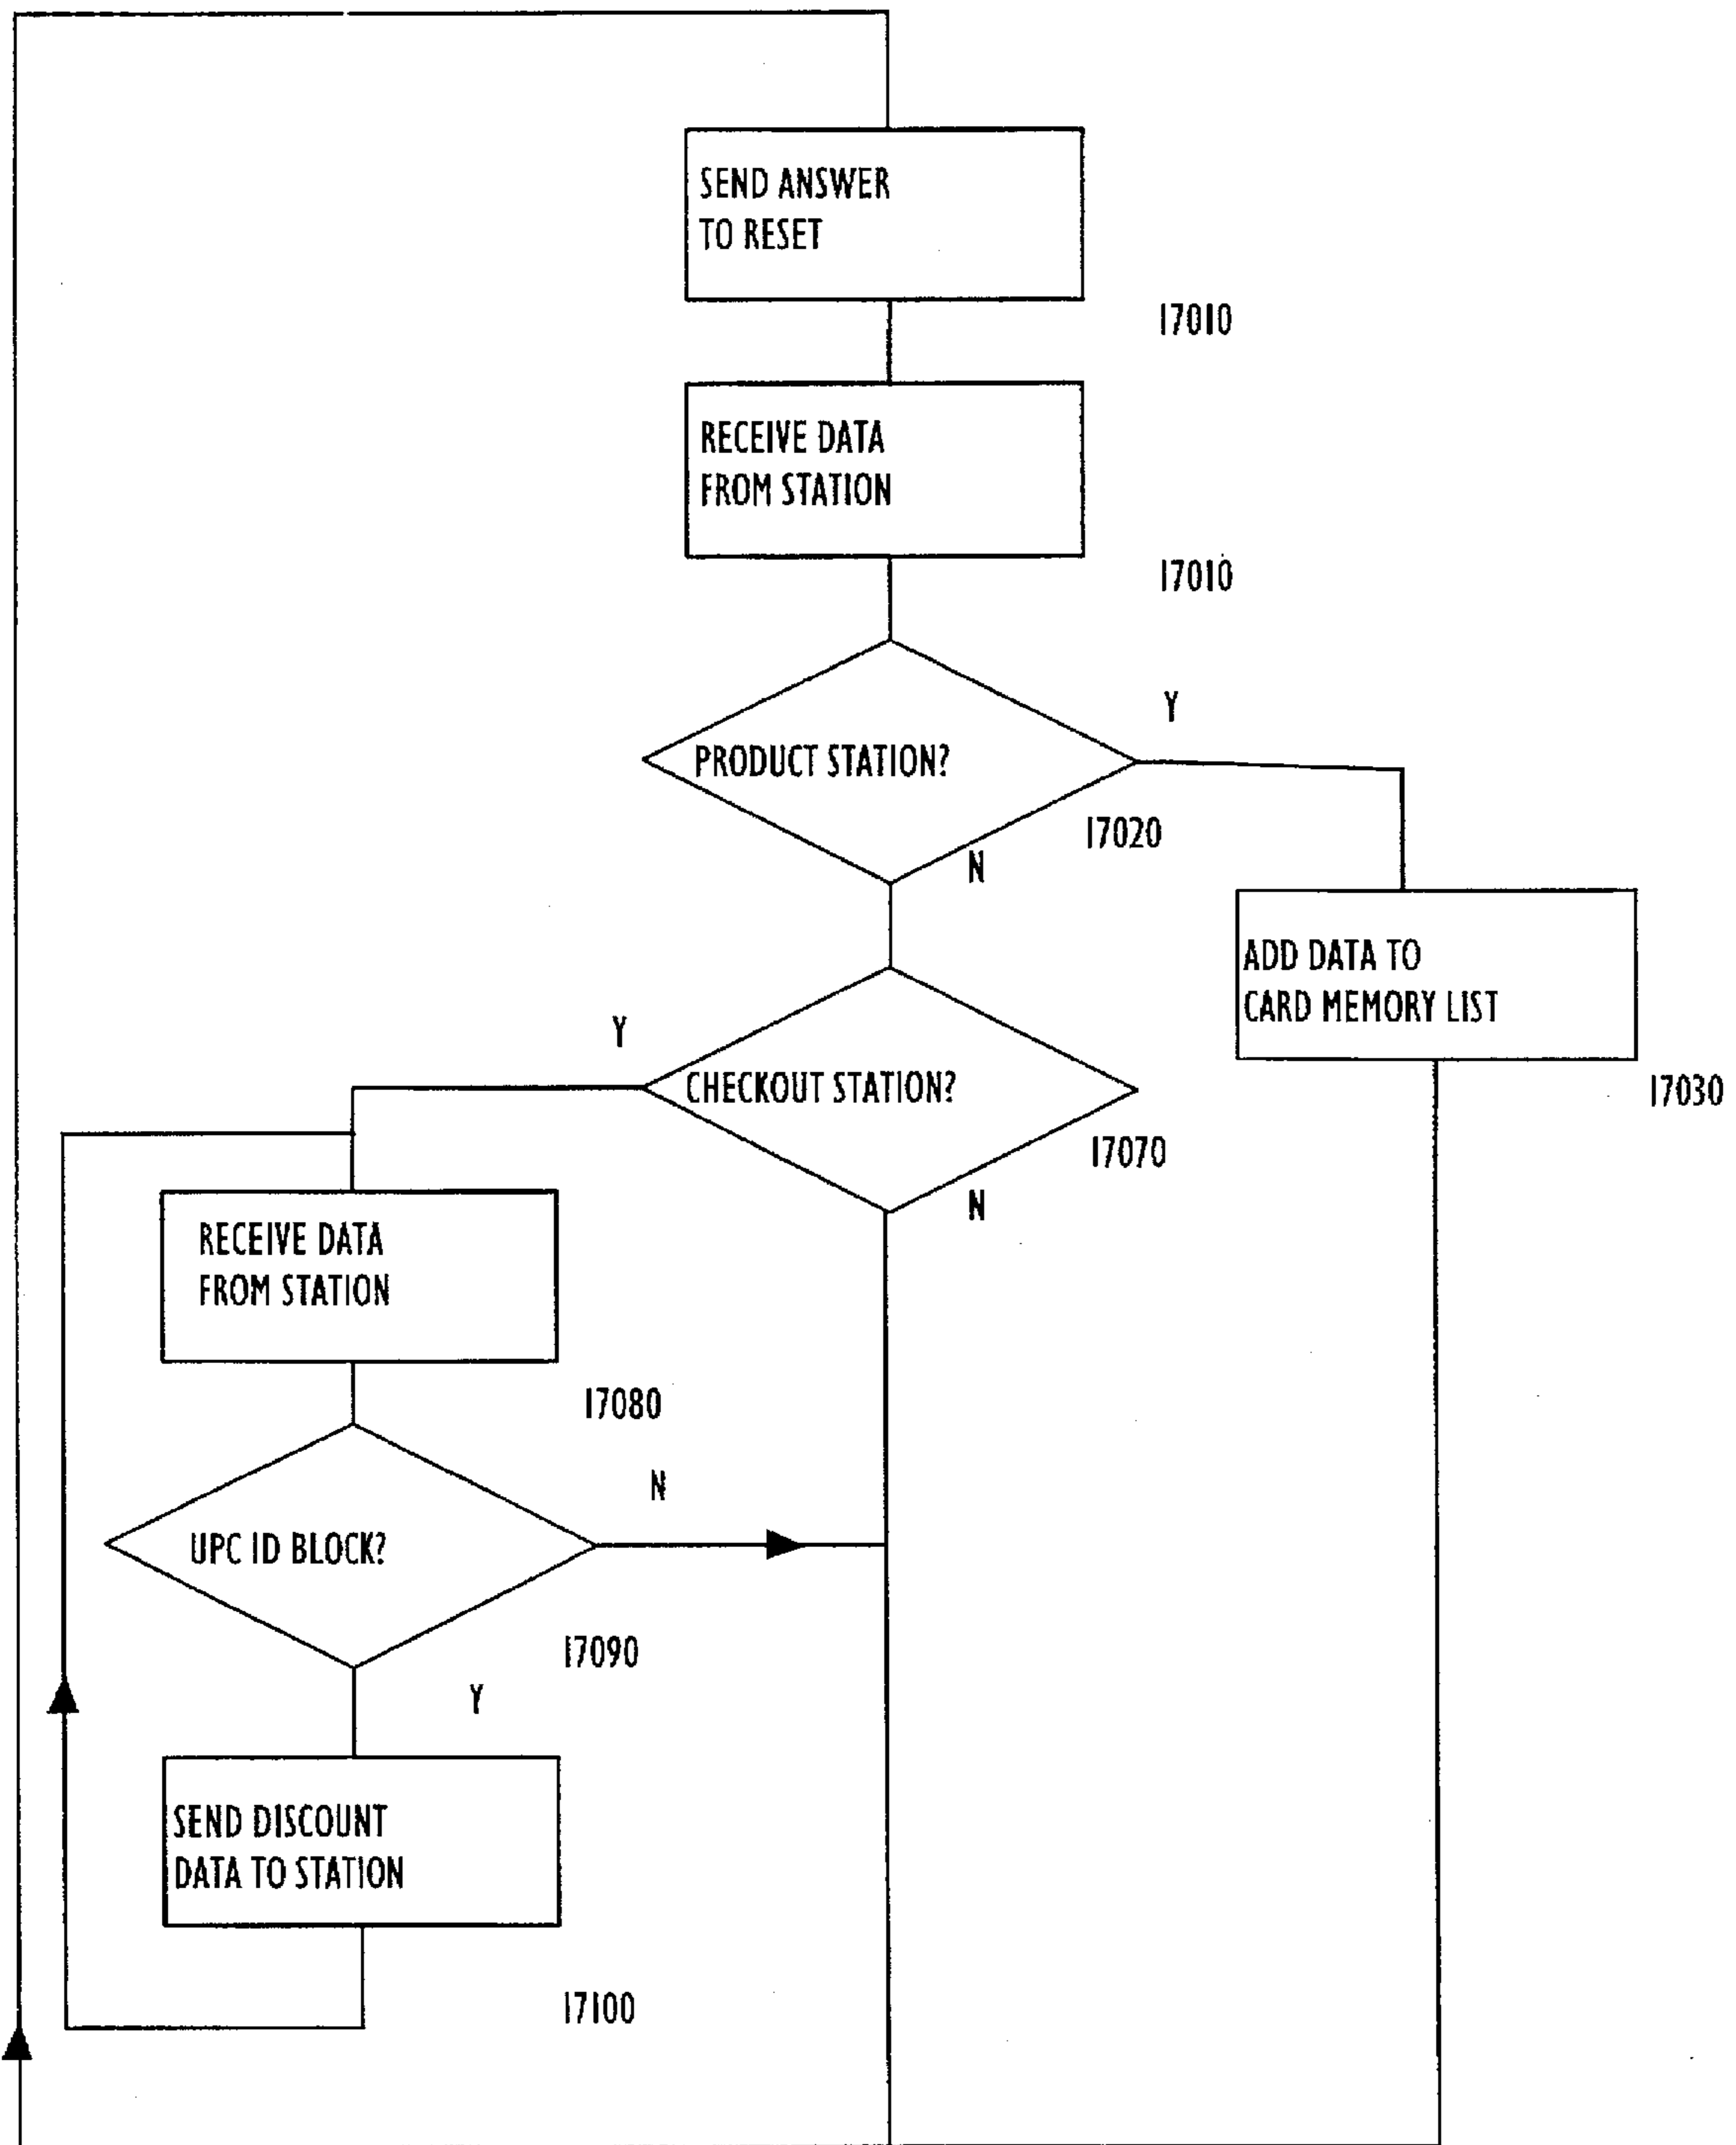 SEND ANSWER
TO RESET
17010
RECEIVE DATA
FROM STATION
17010
Y
PRODUCT STATION?
17020
N
ADD DATA TO
CARD MEMORY LIST
17030
Y
CHECKOUT STATION?
17070
N
RECEIVE DATA
FROM STATION
17080
N
UPC ID BLOCK?
17090
Y
SEND DISCOUNT
DATA TO STATION
17100